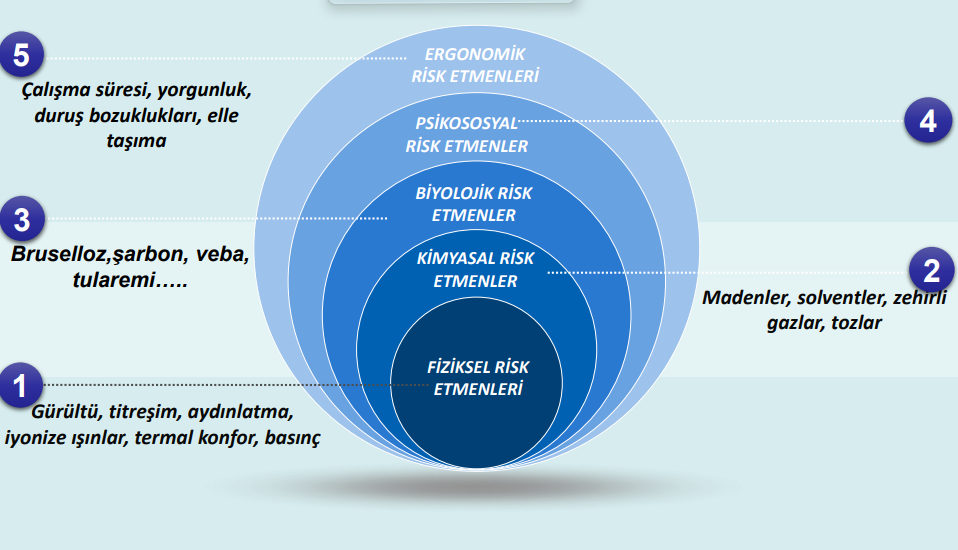 ERGONOMİK
RİSK ETMENLERİ
5
Çalışma süresi, yorgunluk,
duruş bozuklukları, elle
taşıma
PSİKOSOSYAL
RİSK ETMENLER
4
BİYOLOJİK RİSK
ETMENLER
3
Bruselloz,şarbon, veba,
tularemi…..
KİMYASAL RİSK
ETMENLER
2
Madenler, solventler, zehirli
gazlar, tozlar
FİZİKSEL RİSK
ETMENLERİ
1
Gürültü, titreşim, aydınlatma,
iyonize ışınlar, termal konfor, basınç